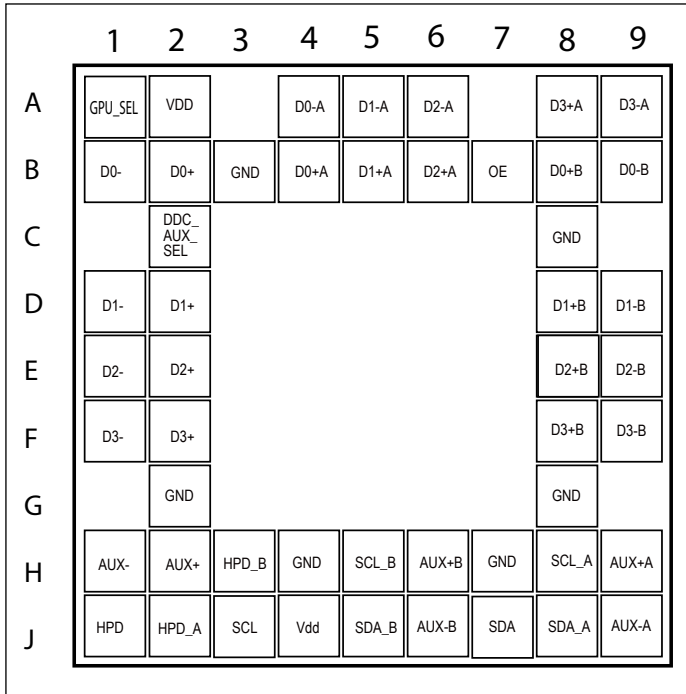 1 2 3 4 5 6 7 8 9
A GPU_SEL VDD D0-A D1-A D2-A D3+A D3-A
B D0- D0+ GND D0+A D1+A D2+A OE D0+B D0-B
C DDC_ GND
AUX_
SEL
D D1- D1+ D1+B D1-B
E D2- D2+ D2+B D2-B
F D3- D3+ D3+B D3-B
G GND GND
H AUX- AUX+ HPD_B GND SCL_B AUX+B GND SCL_A AUX+A
J HPD HPD_A SCL Vdd SDA_B AUX-B SDA SDA_A AUX-A